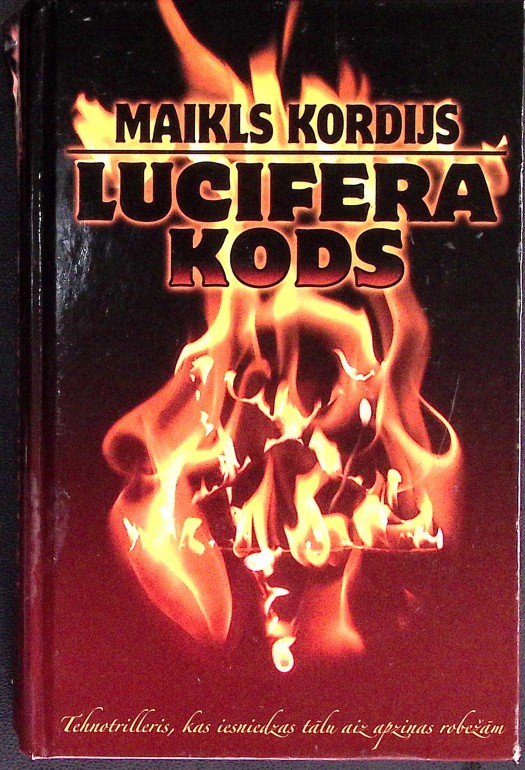 MAIKLS KORDIJS
LUCIFERA
KODS
Tehnotrilleris, kas iesniedzas tālu aiz apziņas robežām